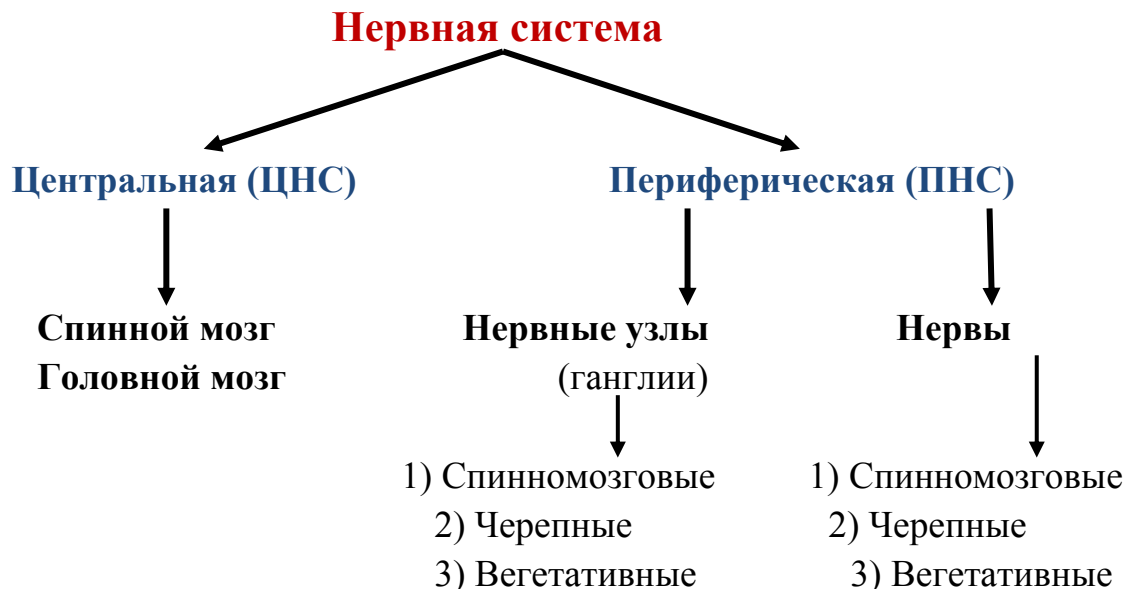 Нервная система
Центральная (ЦНС)
Периферическая (ПНС)
Спинной мозг
Головной мозг
Нервные узлы
(ганглии)
Нервы
1) Спинномозговые
2) Черепные
3) Вегетативные
1) Спинномозговые
2) Черепные
3) Вегетативные